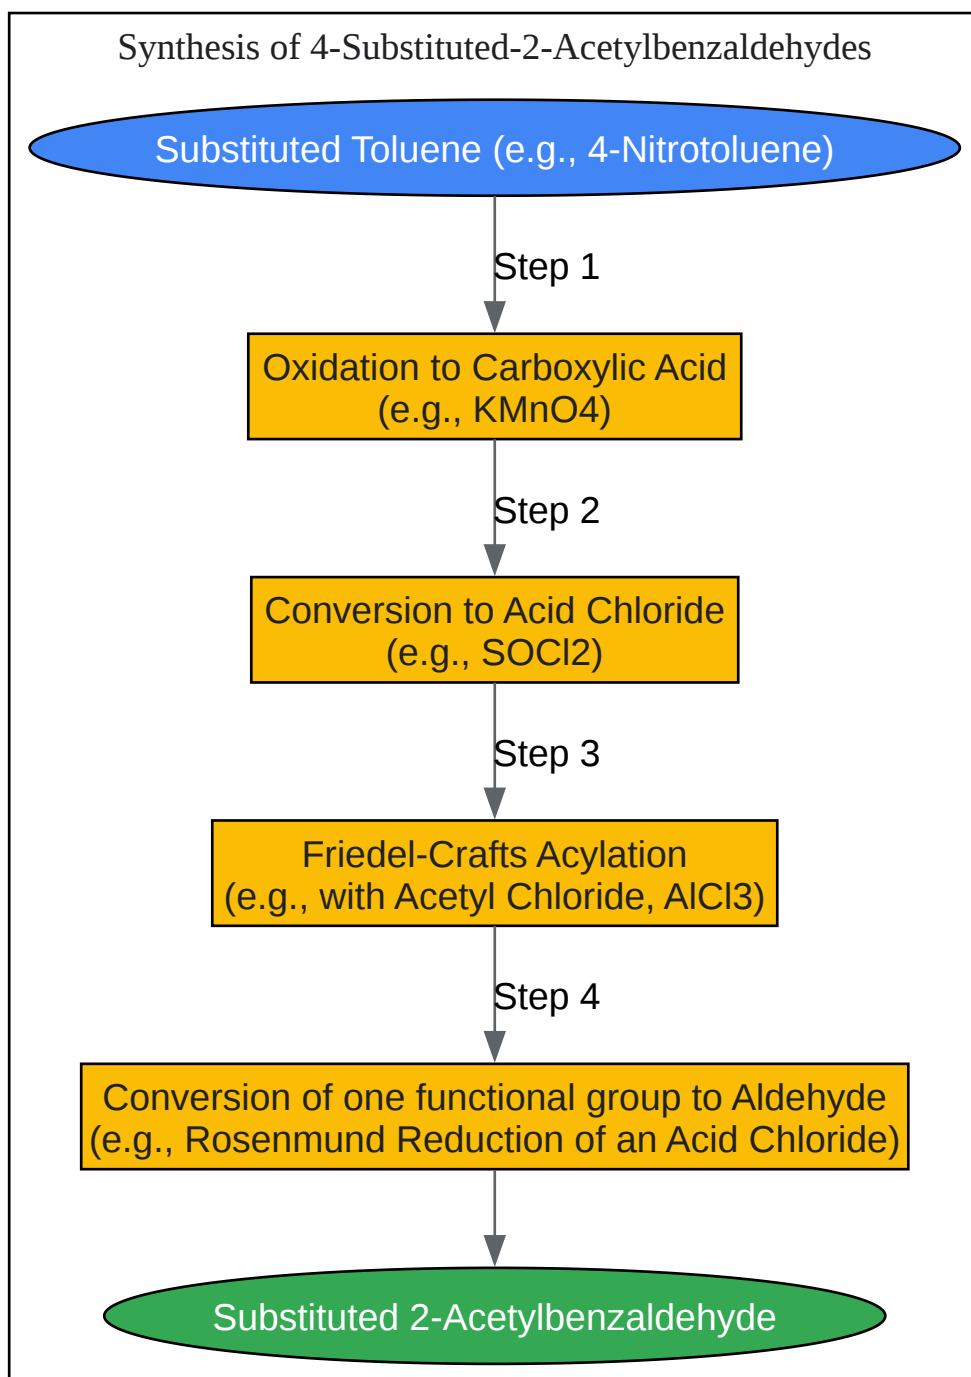 Synthesis of 4-Substituted-2-Acetylbenzaldehydes
Substituted Toluene (e.g., 4-Nitrotoluene)
Step 1
Oxidation to Carboxylic Acid
(e.g., KMnO4)
Step 2
Conversion to Acid Chloride
(e.g., SOCl2)
Step 3
Friedel-Crafts Acylation
(e.g., with Acetyl Chloride, AlCl3)
Step 4
Conversion of one functional group to Aldehyde
(e.g., Rosenmund Reduction of an Acid Chloride)
Substituted 2-Acetylbenzaldehyde